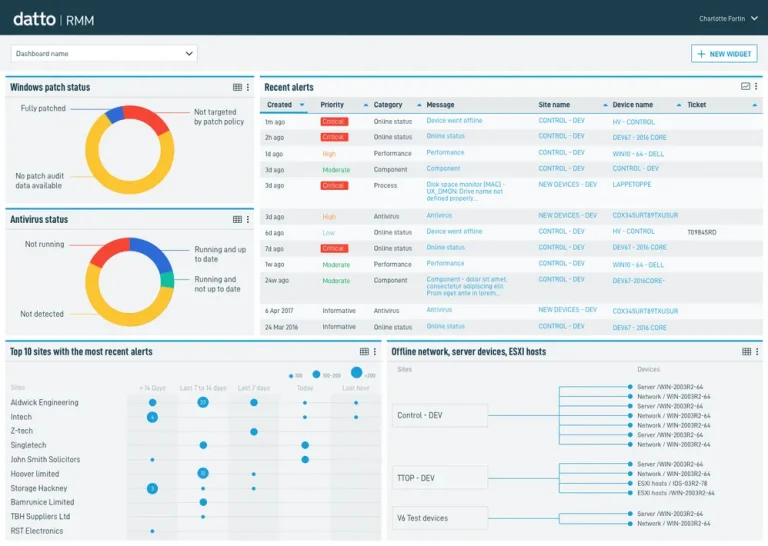 datto | RMM
Charlotte Fortin
Dashboard name
NEW WIDGET
Windows patch status
Fully patched
Not targeted
by patch policy
No patch audit
data available
Antivirus status
Not running
Running and up
to date
Running and
not up to date
Not detected
Recent alerts
Created Priority Category Message Site name Device name Ticket
1m ago Critical Online status Device went offline CONTROL - DEV HV - CONTROL
2h ago Critical Online status Online status CONTROL - DEV DEV67 - 2016 CORE
1d ago High Performance Performance CONTROL - DEV WIN10 - 64 - DELL
3d ago Moderate Component Component CONTROL - DEV CONTROL - DEV
3d ago Critical Process Disk space monitor [MAC] - NEW DEVICES - DEV LAPPETOPPE
UX_DMON: Drive name not
defined properly...
3d ago High Antivirus Antivirus NEW DEVICES - DEV COX345URT89TXUSUR
6d ago Low Online status Device went offline CONTROL - DEV HV - CONTROL T09845RD
7d ago Critical Online status Online status CONTROL - DEV DEV67 - 2016 CORE
1w ago Moderate Performance Performance CONTROL - DEV WIN10 - 64 - DELL
24w ago Moderate Component Component - dolor sit amet, CONTROL - DEV DEV67-2016CORE-
consectetur adipiscing elit.
Proin eget ante in lorem...
6 Apr 2017 Informative Antivirus Antivirus NEW DEVICES - DEV COX345URT89TXUSUR
24 Mar 2016 Informative Online status Online status CONTROL - DEV DEV67 - 2016 CORE
Top 10 sites with the most recent alerts
100 100-200 >200
Sites + 14 Days Last 7 to 14 days Last 7 days Today Last Hour
Aldwick Engineering
Intech
Z-tech
Singletech
John Smith Solicitors
Hoover limited
Storage Hackney
Bamrunice Limited
TBH Suppliers Ltd
RST Electronics
Offline network, server devices, ESXI hosts
Sites Devices
Control - DEV
Server /WIN-2003R2-64
Network / WIN-2003R2-64
Server /WIN-2003R2-64
Network / WIN-2003R2-64
Network / WIN-2003R2-64
Server /WIN-2003R2-64
Network / WIN-2003R2-64
TTOP - DEV
Server /WIN-2003R2-64
Network / WIN-2003R2-64
ESXI hosts / IOS-03R2-78
ESXI hosts /WIN-2003R2-64
V6 Test devices
Server /WIN-2003R2-64
Network / WIN-2003R2-64